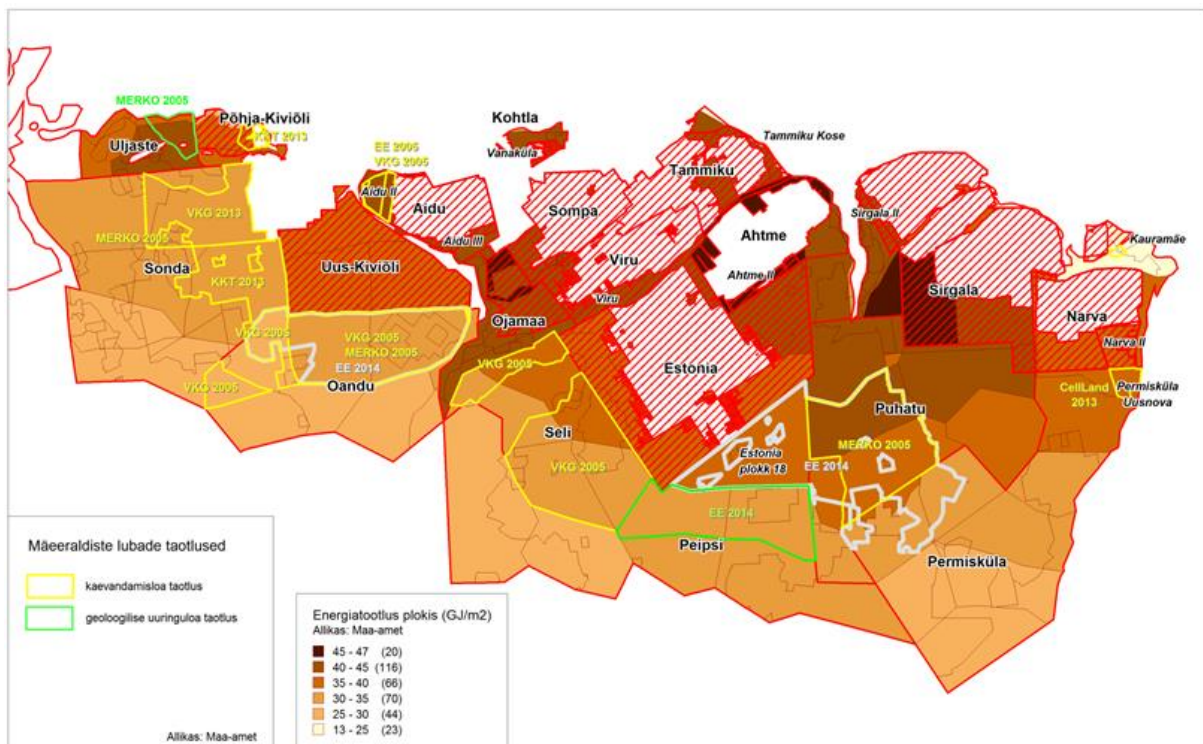 MERKO 2005
Põhja-Kiviõli
KKT 2013
Uljaste
Kohtla
Vanaküla
Tammiku Kose
EE 2006
VKG 2005
Aidu II
Aidu
Tammiku
Sompa
Sirgala II
Ahtme
Kauramäe
VKG 2013
MERKO 2005
Aidu III
Sonda
Uus-Kiviõli
Viru
Ahtme II
KKT 2013
Sirgala
Viru
Narva
Ojamaa
VKG 2005
VKG 2005
MERKO 2005
Narva II
EE 2014
VKG 2005
Estonia
VKG 2005
Oandu
CellLand
2013
Permisküla
Uusnova
Puhatu
Seli
MERKO 2005
Estonia
plokk 18
EE 2014
VKG 2005
EE 2014
Peipsi
Permisküla
Mäeeraldiste lubade taotlused
kaevandamisloa taotlus
geoloogilise uuringuloa taotlus
Allikas: Maa-amet
Energiatootlus plokis (GJ/m2)
Allikas: Maa-amet
45 - 47 (20)
40 - 45 (116)
35 - 40 (66)
30 - 35 (70)
25 - 30 (44)
13 - 25 (23)